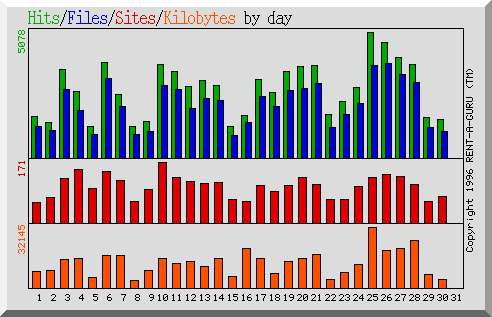 Hits/Files/Sites/Kilobytes by day
5078
171
32145
Copyright 1996 RENT-A-GURU (TM)
1 2 3 4 5 6 7 8 9 10 11 12 13 14 15 16 17 18 19 20 21 22 23 24 25 26 27 28 29 30 31